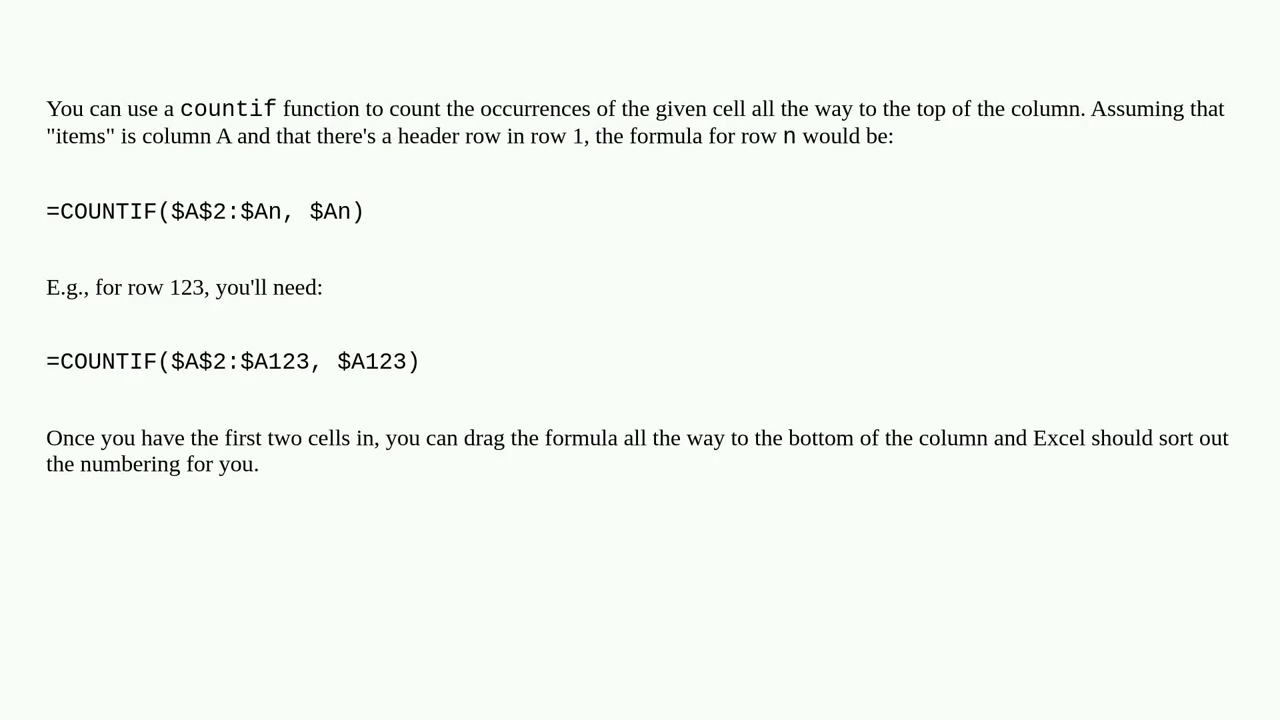 You can use a countif function to count the occurrences of the given cell all the way to the top of the column. Assuming that
"items" is column A and that there's a header row in row 1, the formula for row n would be:
=COUNTIF($A$2:$An, $An)
E.g., for row 123, you'll need:
=COUNTIF($A$2:$A123, $A123)
Once you have the first two cells in, you can drag the formula all the way to the bottom of the column and Excel should sort out
the numbering for you.